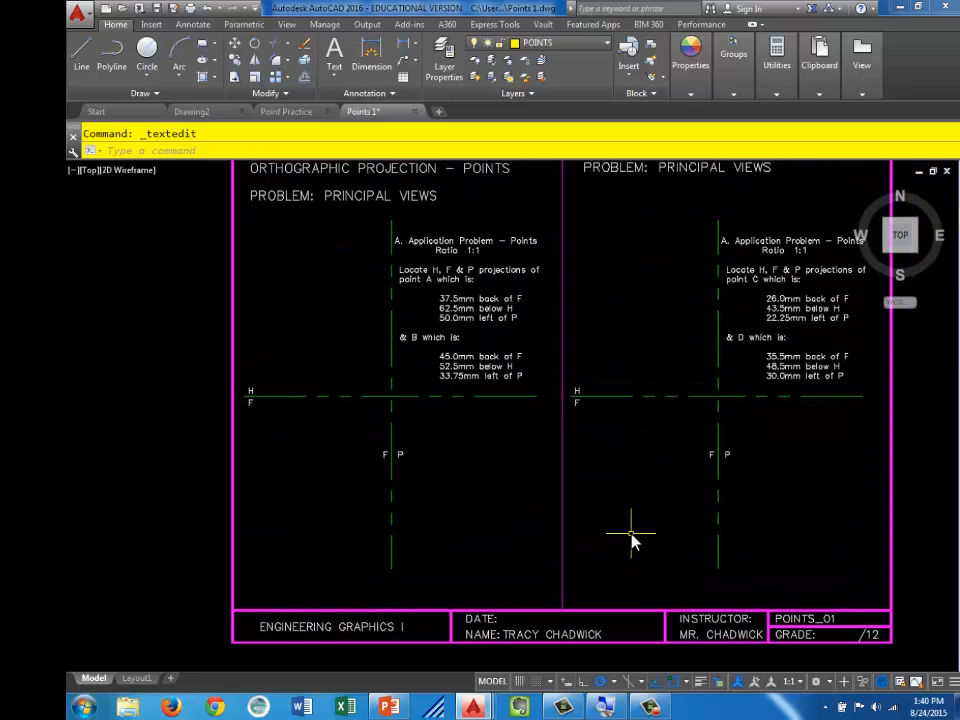 Autodesk AutoCAD 2016 - EDUCATIONAL VERSION C:\User...\Points 1.dwg
Type a keyword or phrase
Sign In
Home Insert Annotate Parametric View Manage Output Add-ins A360 Express Tools Vault Featured Apps BIM 360 Performance
Line Polyline Circle Arc
Text Dimension
Layer Properties
POINTS
Insert
Properties Groups Utilities Clipboard View
Draw Modify Annotation Layers Block
Start Drawing2 Point Practice Points 1*
Command: _textedit
Type a command
[-][Top][2D Wireframe]
ORTHOGRAPHIC PROJECTION - POINTS
PROBLEM: PRINCIPAL VIEWS
A. Application Problem - Points
Ratio 1:1
Locate H, F & P projections of
point A which is:
37.5mm back of F
62.5mm below H
50.0mm left of P
& B which is:
45.0mm back of F
52.5mm below H
33.75mm left of P
H
F
F P
PROBLEM: PRINCIPAL VIEWS
A. Application Problem - Points
Ratio 1:1
Locate H, F & P projections of
point C which is:
26.0mm back of F
43.5mm below H
22.25mm left of P
& D which is:
35.5mm back of F
48.5mm below H
30.0mm left of P
H
F
F P
N
W TOP E
S
ENGINEERING GRAPHICS I
DATE:
NAME: TRACY CHADWICK
INSTRUCTOR:
MR. CHADWICK
POINTS_01
GRADE: /12
Model Layout1
MODEL
1:1
1:40 PM
8/24/2015